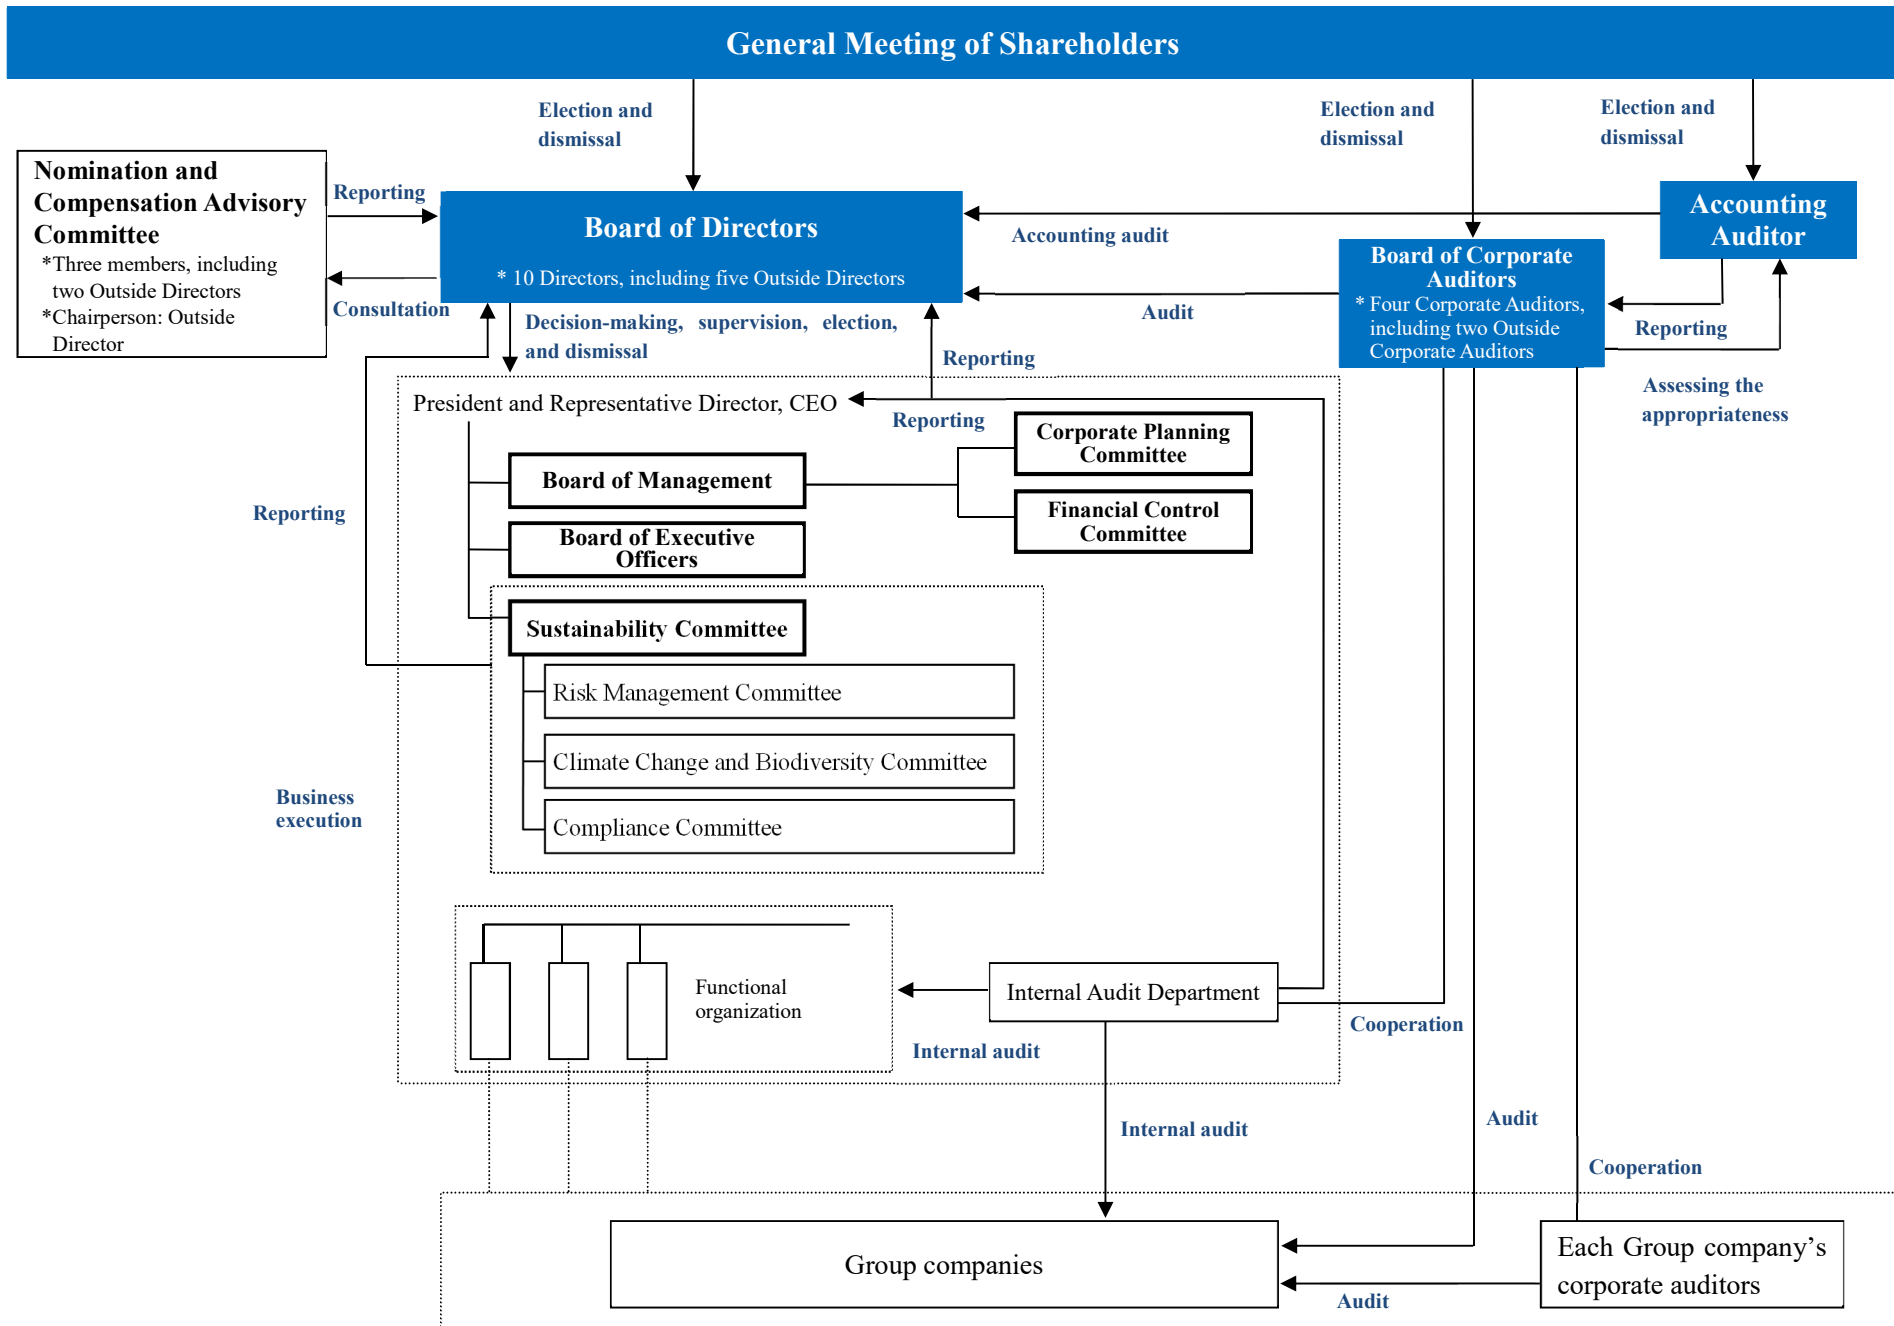 General Meeting of Shareholders
Election and
dismissal
Election and
dismissal
Election and
dismissal
Nomination and
Compensation Advisory
Committee
*Three members, including
two Outside Directors
*Chairperson: Outside
Director
Reporting
Consultation
Board of Directors
* 10 Directors, including five Outside Directors
Accounting audit
Audit
Accounting
Auditor
Board of Corporate
Auditors
* Four Corporate Auditors,
including two Outside
Corporate Auditors
Reporting
Assessing the
appropriateness
Decision-making, supervision, election,
and dismissal
Reporting
President and Representative Director, CEO
Reporting
Corporate Planning
Committee
Board of Management
Financial Control
Committee
Reporting
Board of Executive
Officers
Sustainability Committee
Risk Management Committee
Climate Change and Biodiversity Committee
Compliance Committee
Business
execution
Functional
organization
Internal Audit Department
Internal audit
Cooperation
Internal audit
Audit
Cooperation
Group companies
Each Group company’s
corporate auditors
Audit